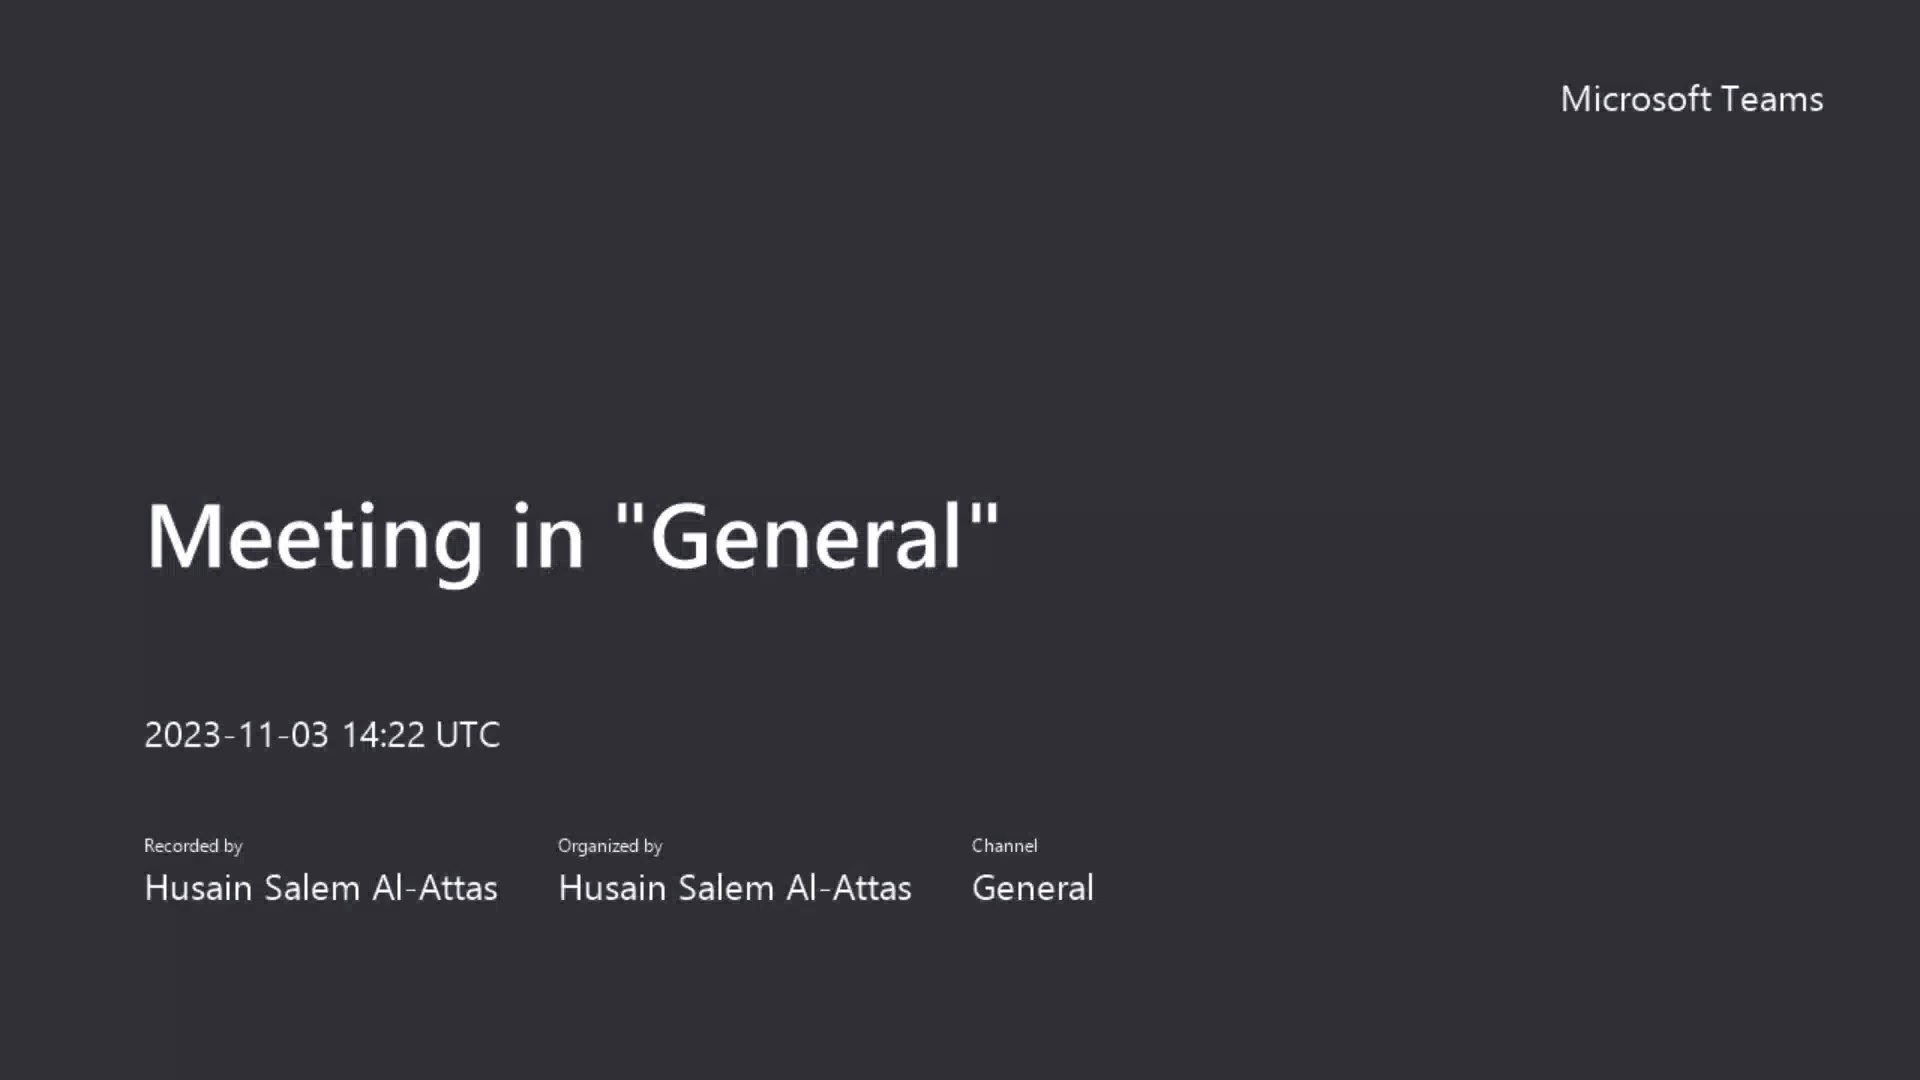 Microsoft Teams
Meeting in "General"
2023-11-03 14:22 UTC
Recorded by
Husain Salem Al-Attas
Organized by
Husain Salem Al-Attas
Channel
General